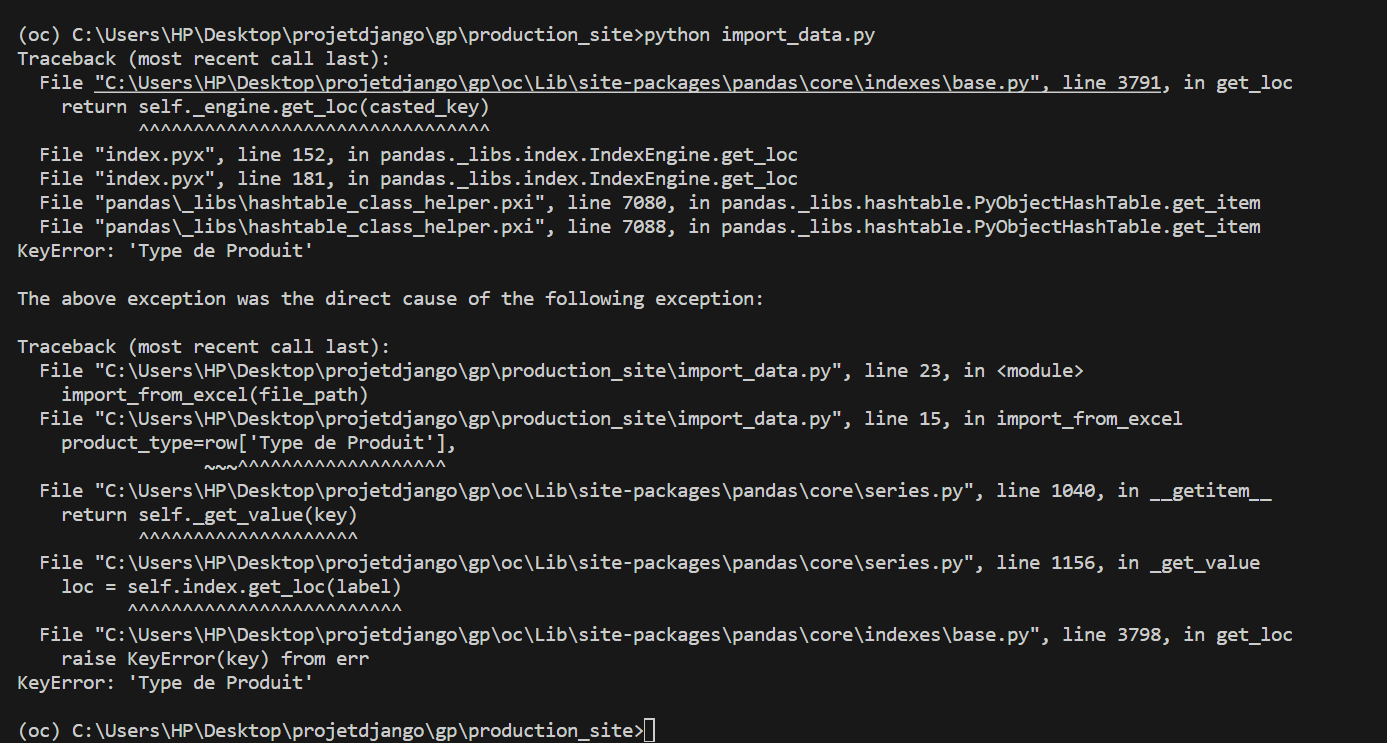 (oc) C:\Users\HP\Desktop\projetdjango\gp\production_site>python import_data.py
Traceback (most recent call last):
  File "C:\Users\HP\Desktop\projetdjango\gp\oc\Lib\site-packages\pandas\core\indexes\base.py", line 3791, in get_loc
    return self._engine.get_loc(casted_key)
           ^^^^^^^^^^^^^^^^^^^^^^^^^^^^^^^^
  File "index.pyx", line 152, in pandas._libs.index.IndexEngine.get_loc
  File "index.pyx", line 181, in pandas._libs.index.IndexEngine.get_loc
  File "pandas\_libs\hashtable_class_helper.pxi", line 7080, in pandas._libs.hashtable.PyObjectHashTable.get_item
  File "pandas\_libs\hashtable_class_helper.pxi", line 7088, in pandas._libs.hashtable.PyObjectHashTable.get_item
KeyError: 'Type de Produit'

The above exception was the direct cause of the following exception:

Traceback (most recent call last):
  File "C:\Users\HP\Desktop\projetdjango\gp\production_site\import_data.py", line 23, in <module>
    import_from_excel(file_path)
  File "C:\Users\HP\Desktop\projetdjango\gp\production_site\import_data.py", line 15, in import_from_excel
    product_type=row['Type de Produit'],
                 ~~~^^^^^^^^^^^^^^^^^^^
  File "C:\Users\HP\Desktop\projetdjango\gp\oc\Lib\site-packages\pandas\core\series.py", line 1040, in __getitem__
    return self._get_value(key)
           ^^^^^^^^^^^^^^^^^^^^
  File "C:\Users\HP\Desktop\projetdjango\gp\oc\Lib\site-packages\pandas\core\series.py", line 1156, in _get_value
    loc = self.index.get_loc(label)
          ^^^^^^^^^^^^^^^^^^^^^^^^^
  File "C:\Users\HP\Desktop\projetdjango\gp\oc\Lib\site-packages\pandas\core\indexes\base.py", line 3798, in get_loc
    raise KeyError(key) from err
KeyError: 'Type de Produit'

(oc) C:\Users\HP\Desktop\projetdjango\gp\production_site>